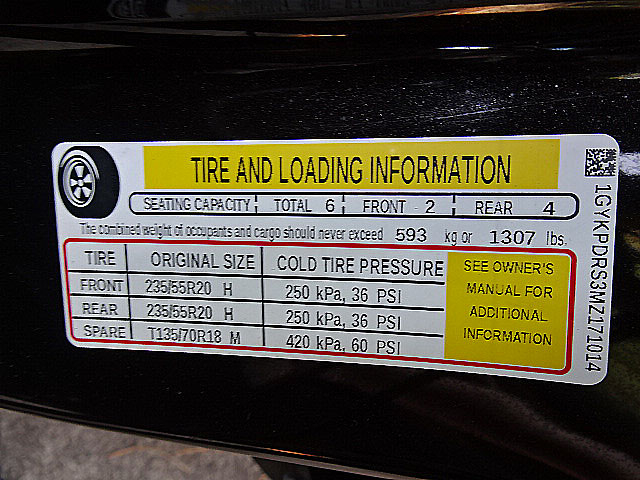 TIRE AND LOADING INFORMATION
SEATING CAPACITY TOTAL 6 FRONT - 2 REAR 4
The combined weight of occupants and cargo should never exceed 593 kg or 1307 lbs.
TIRE ORIGINAL SIZE COLD TIRE PRESSURE
FRONT 235/55R20 H 250 kPa, 36 PSI
REAR 235/55R20 H 250 kPa, 36 PSI
SPARE T135/70R18 M 420 kPa, 60 PSI
SEE OWNER'S
MANUAL FOR
ADDITIONAL
INFORMATION
1GYKPDRS3MZ171014